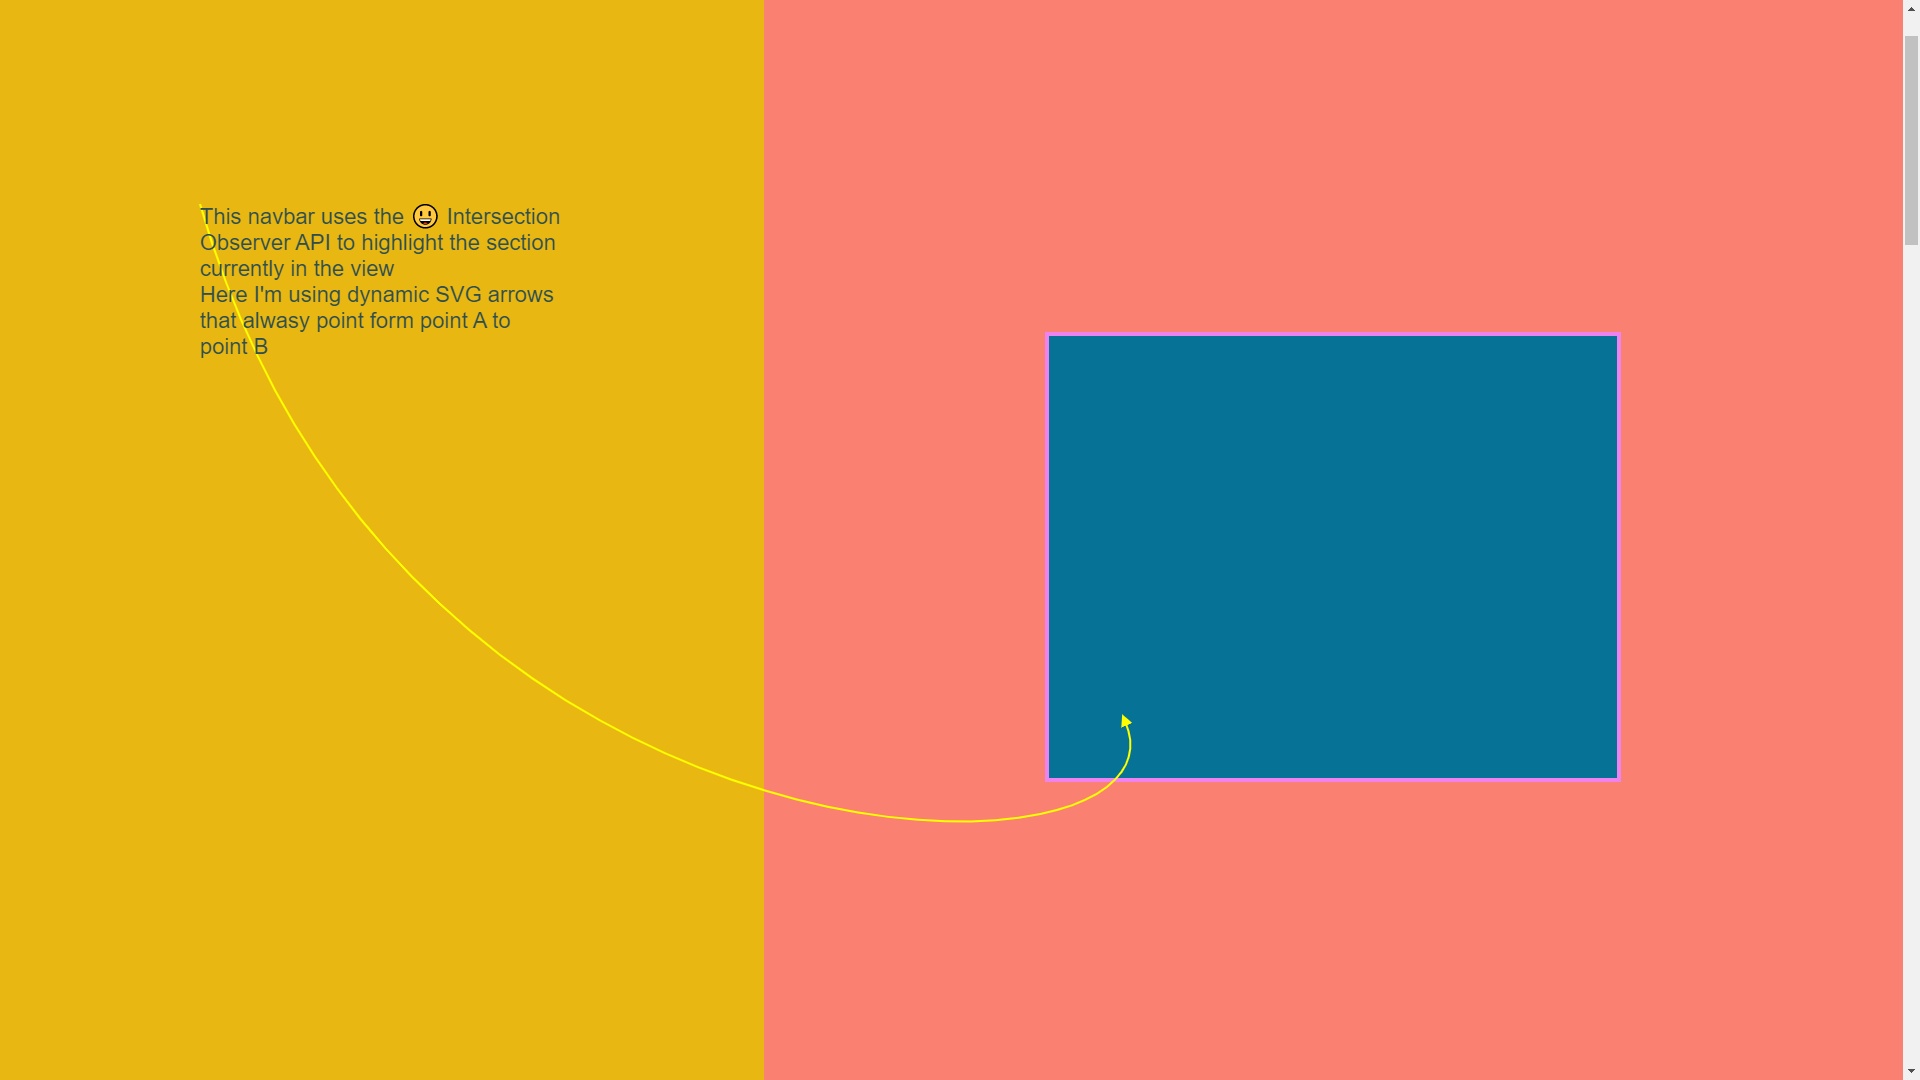 This navbar uses the 😃 Intersection
Observer API to highlight the section
currently in the view
Here I'm using dynamic SVG arrows
that alwasy point form point A to
point B